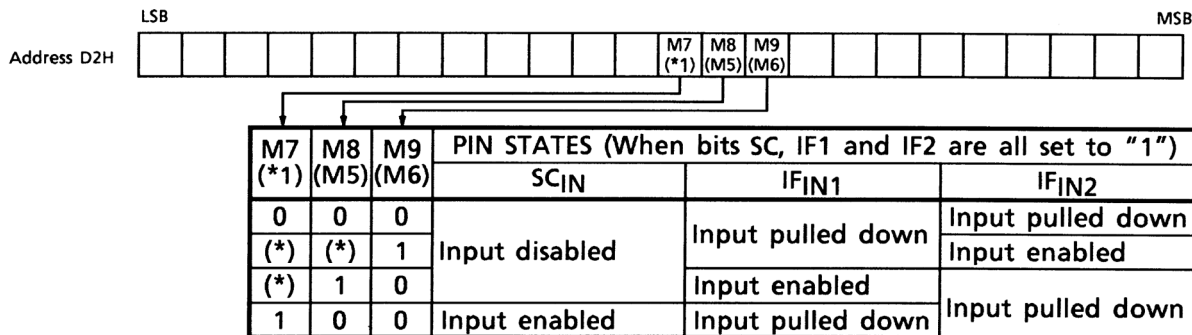 LSB MSB
Address D2H M7 M8 M9
(*1) (M5) (M6)
M7 M8 M9 PIN STATES (When bits SC, IF1 and IF2 are all set to "1")
(*1) (M5) (M6) SCIN IFIN1 IFIN2
0 0 0 Input disabled Input pulled down Input pulled down
(*) (*) 1 Input enabled
(*) 1 0 Input enabled Input pulled down
1 0 0 Input enabled Input pulled down